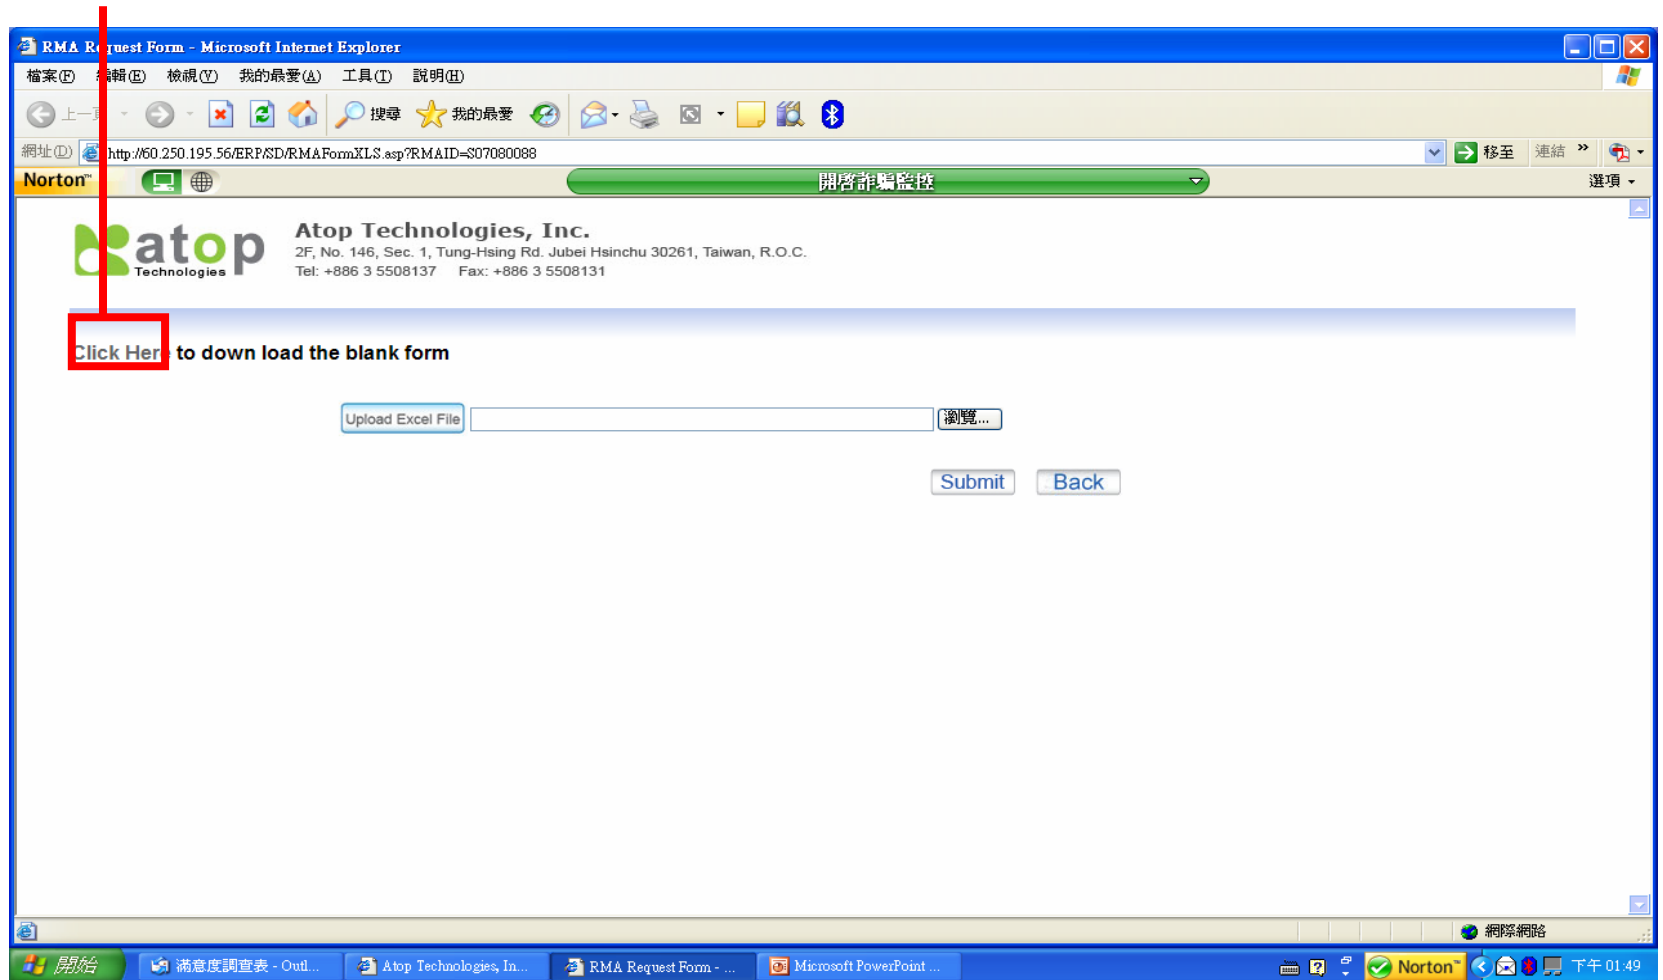 RMA Request Form - Microsoft Internet Explorer
檔案(F) 編輯(E) 檢視(V) 我的最愛(A) 工具(T) 說明(H)
上一頁 搜尋 我的最愛
網址(D) http://60.250.195.56/ERP/SD/RMAFormXLS.asp?RMAID=S07080088 移至 連結 »
Norton™ 開啓詐騙監控 選項
atop Technologies
Atop Technologies, Inc.
2F, No. 146, Sec. 1, Tung-Hsing Rd. Jubei Hsinchu 30261, Taiwan, R.O.C.
Tel: +886 3 5508137 Fax: +886 3 5508131
Click Here to down load the blank form
Upload Excel File 瀏覽...
Submit Back
網際網路
開始 滿意度調查表 - Outl... Atop Technologies, In... RMA Request Form - ... Microsoft PowerPoint ... Norton™ 下午 01:49